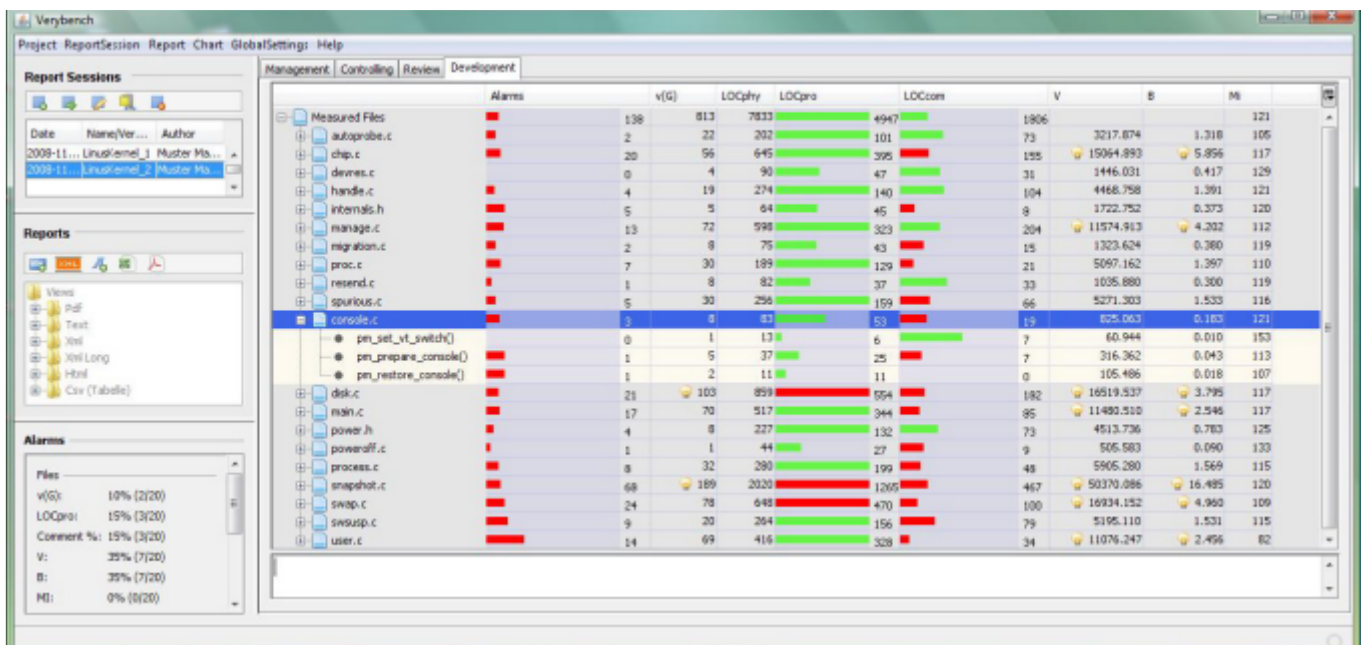 Verybench
Project ReportSession Report Chart GlobalSettings Help
Report Sessions
Date Name/Ver... Author
2008-11... LinusKernel_1 Muster Ma...
2008-11... LinusKernel_2 Muster Ma...
Reports
Views
Pdf
Text
Xml
Xml Long
Html
Csv (Tabelle)
Alarms
Files
v(G): 10% (2/20)
LOCpro: 15% (3/20)
Comment %: 15% (3/20)
V: 35% (7/20)
B: 35% (7/20)
MI: 0% (0/20)
Management Controlling Review Development
Alarms v(G) LOCphy LOCpro LOCcom V B MI
Measured Files 138 813 7833 4947 1806 121
autoprobe.c 2 22 202 101 73 3217.874 1.318 105
chip.c 20 56 645 395 155 15064.893 5.856 117
devres.c 0 4 90 47 31 1446.031 0.417 129
handle.c 4 19 274 140 104 4468.758 1.391 121
internals.h 5 5 64 45 8 1722.752 0.373 120
manage.c 13 72 598 323 204 11574.913 4.202 112
migration.c 2 8 75 43 15 1323.624 0.380 119
proc.c 7 30 189 129 21 5097.162 1.397 110
resend.c 1 8 82 37 33 1035.880 0.300 119
spurious.c 5 30 256 159 66 5271.303 1.533 116
console.c 3 8 83 53 19 825.063 0.183 121
pm_set_vt_switch() 0 1 13 6 7 60.944 0.010 153
pm_prepare_console() 1 5 37 25 7 316.362 0.043 113
pm_restore_console() 1 2 11 11 0 105.486 0.018 107
disk.c 21 103 859 554 182 16519.537 3.795 117
main.c 17 70 517 344 85 11480.510 2.546 117
power.h 4 8 227 132 73 4513.736 0.783 125
poweroff.c 1 1 44 27 9 505.583 0.090 133
process.c 8 32 280 199 48 5905.280 1.569 115
snapshot.c 68 189 2020 1265 467 50370.086 16.485 120
swap.c 24 78 648 470 100 16934.152 4.960 109
swsusp.c 9 20 264 156 79 5195.110 1.531 115
user.c 14 69 416 328 34 11076.247 2.456 82